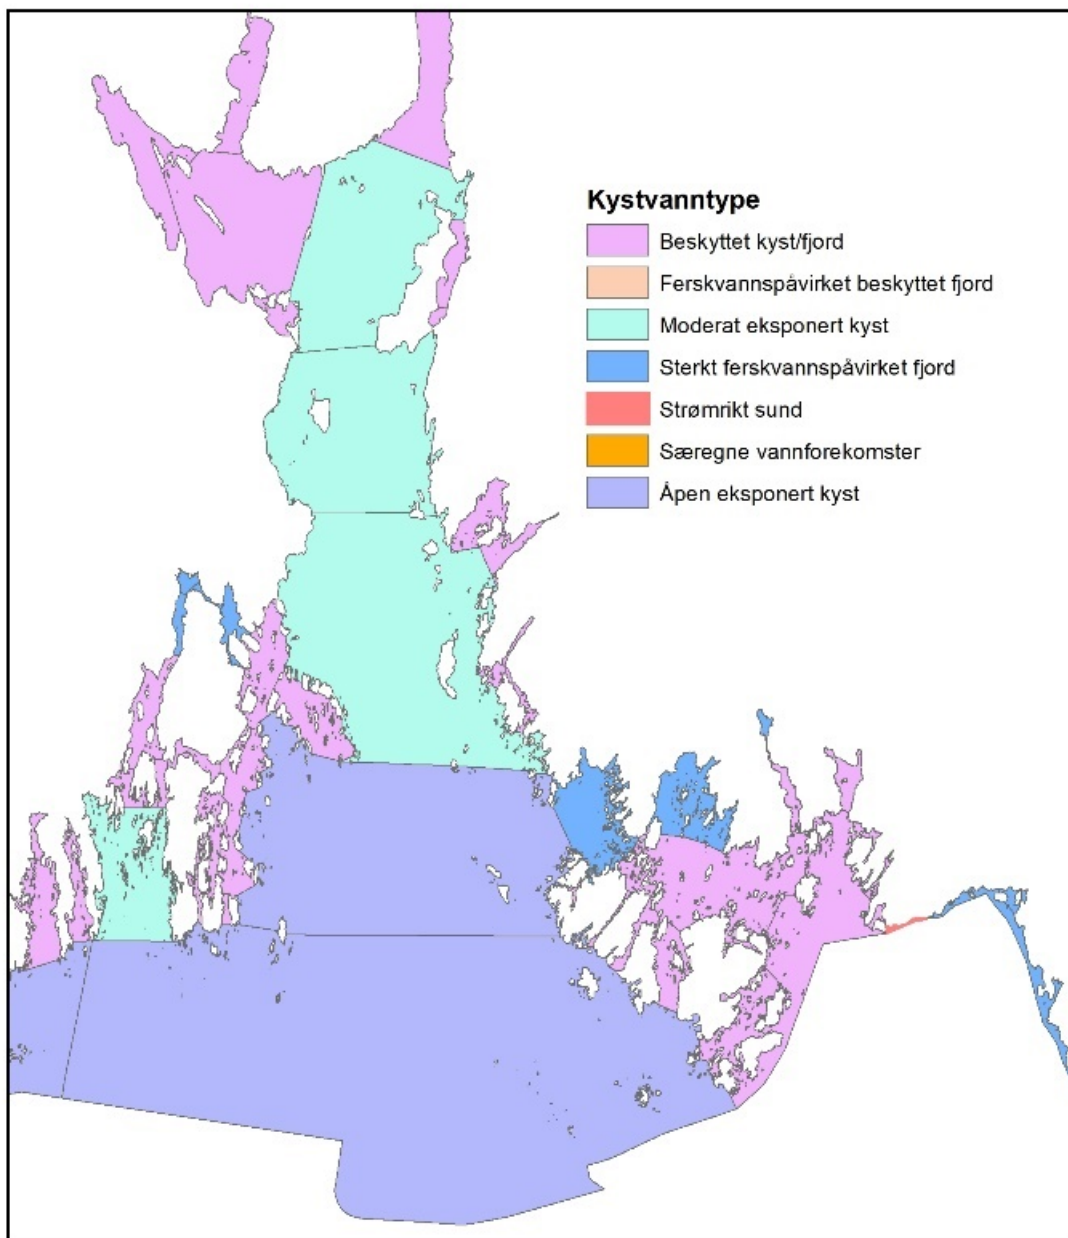 Kystvanntype
Beskyttet kyst/fjord
Ferskvannspåvirket beskyttet fjord
Moderat eksponert kyst
Sterkt ferskvannspåvirket fjord
Strømrikt sund
Særegne vannforekomster
Åpen eksponert kyst